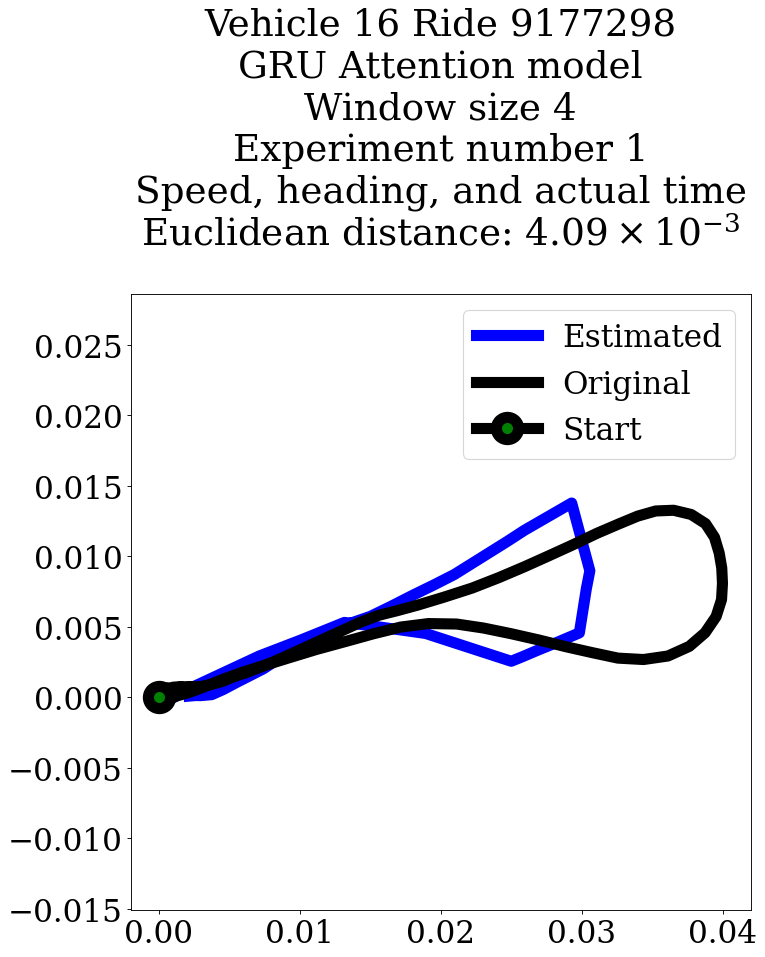 Vehicle 16 Ride 9177298
GRU Attention model
Window size 4
Experiment number 1
Speed, heading, and actual time
Euclidean distance: 4.09 × 10⁻³
Estimated
Original
Start
0.025
0.020
0.015
0.010
0.005
0.000
−0.005
−0.010
−0.015
0.00 0.01 0.02 0.03 0.04